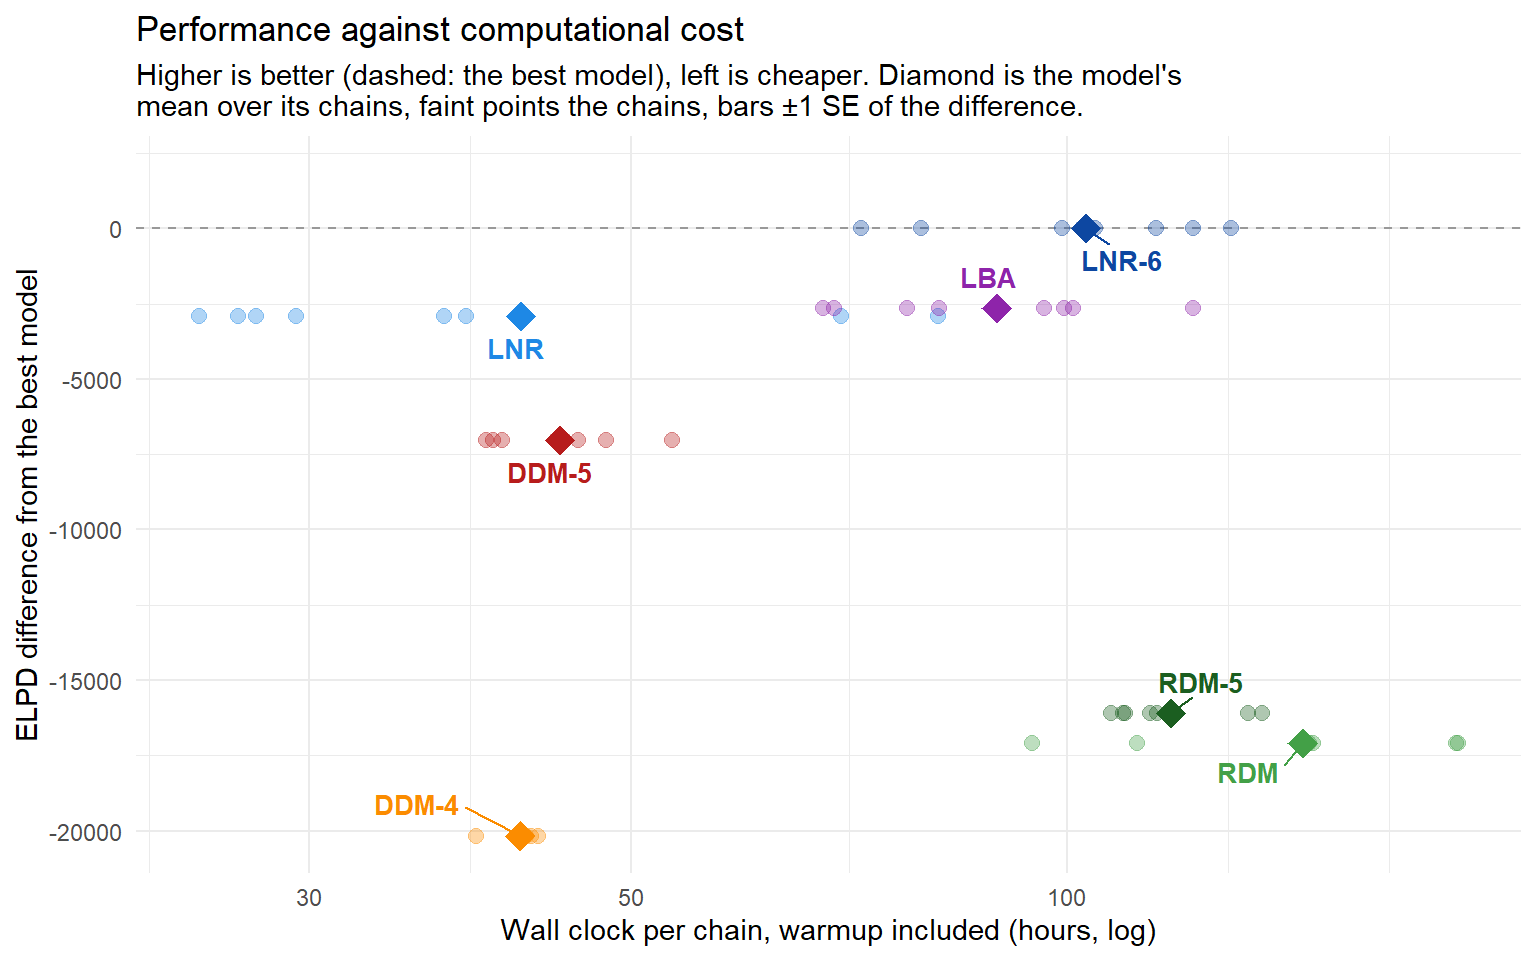 Performance against computational cost
Higher is better (dashed: the best model), left is cheaper. Diamond is the model's
mean over its chains, faint points the chains, bars ±1 SE of the difference.
ELPD difference from the best model
0
-5000
-10000
-15000
-20000
LNR-6
LBA
LNR
DDM-5
RDM-5
RDM
DDM-4
30
50
100
Wall clock per chain, warmup included (hours, log)